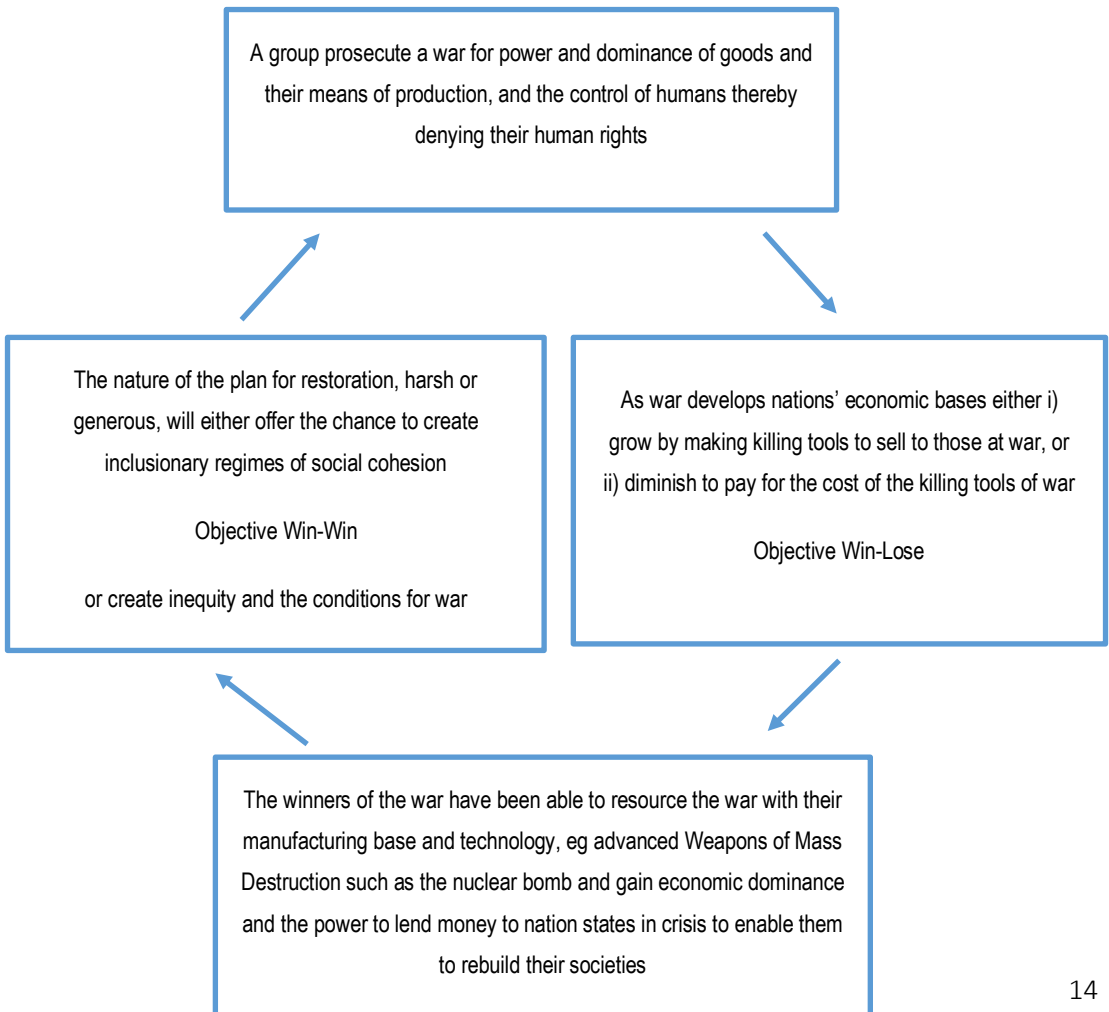 A group prosecute a war for power and dominance of goods and
their means of production, and the control of humans thereby
denying their human rights
The nature of the plan for restoration, harsh or
generous, will either offer the chance to create
inclusionary regimes of social cohesion
Objective Win-Win
or create inequity and the conditions for war
As war develops nations’ economic bases either i)
grow by making killing tools to sell to those at war, or
ii) diminish to pay for the cost of the killing tools of war
Objective Win-Lose
The winners of the war have been able to resource the war with their
manufacturing base and technology, eg advanced Weapons of Mass
Destruction such as the nuclear bomb and gain economic dominance
and the power to lend money to nation states in crisis to enable them
to rebuild their societies
14